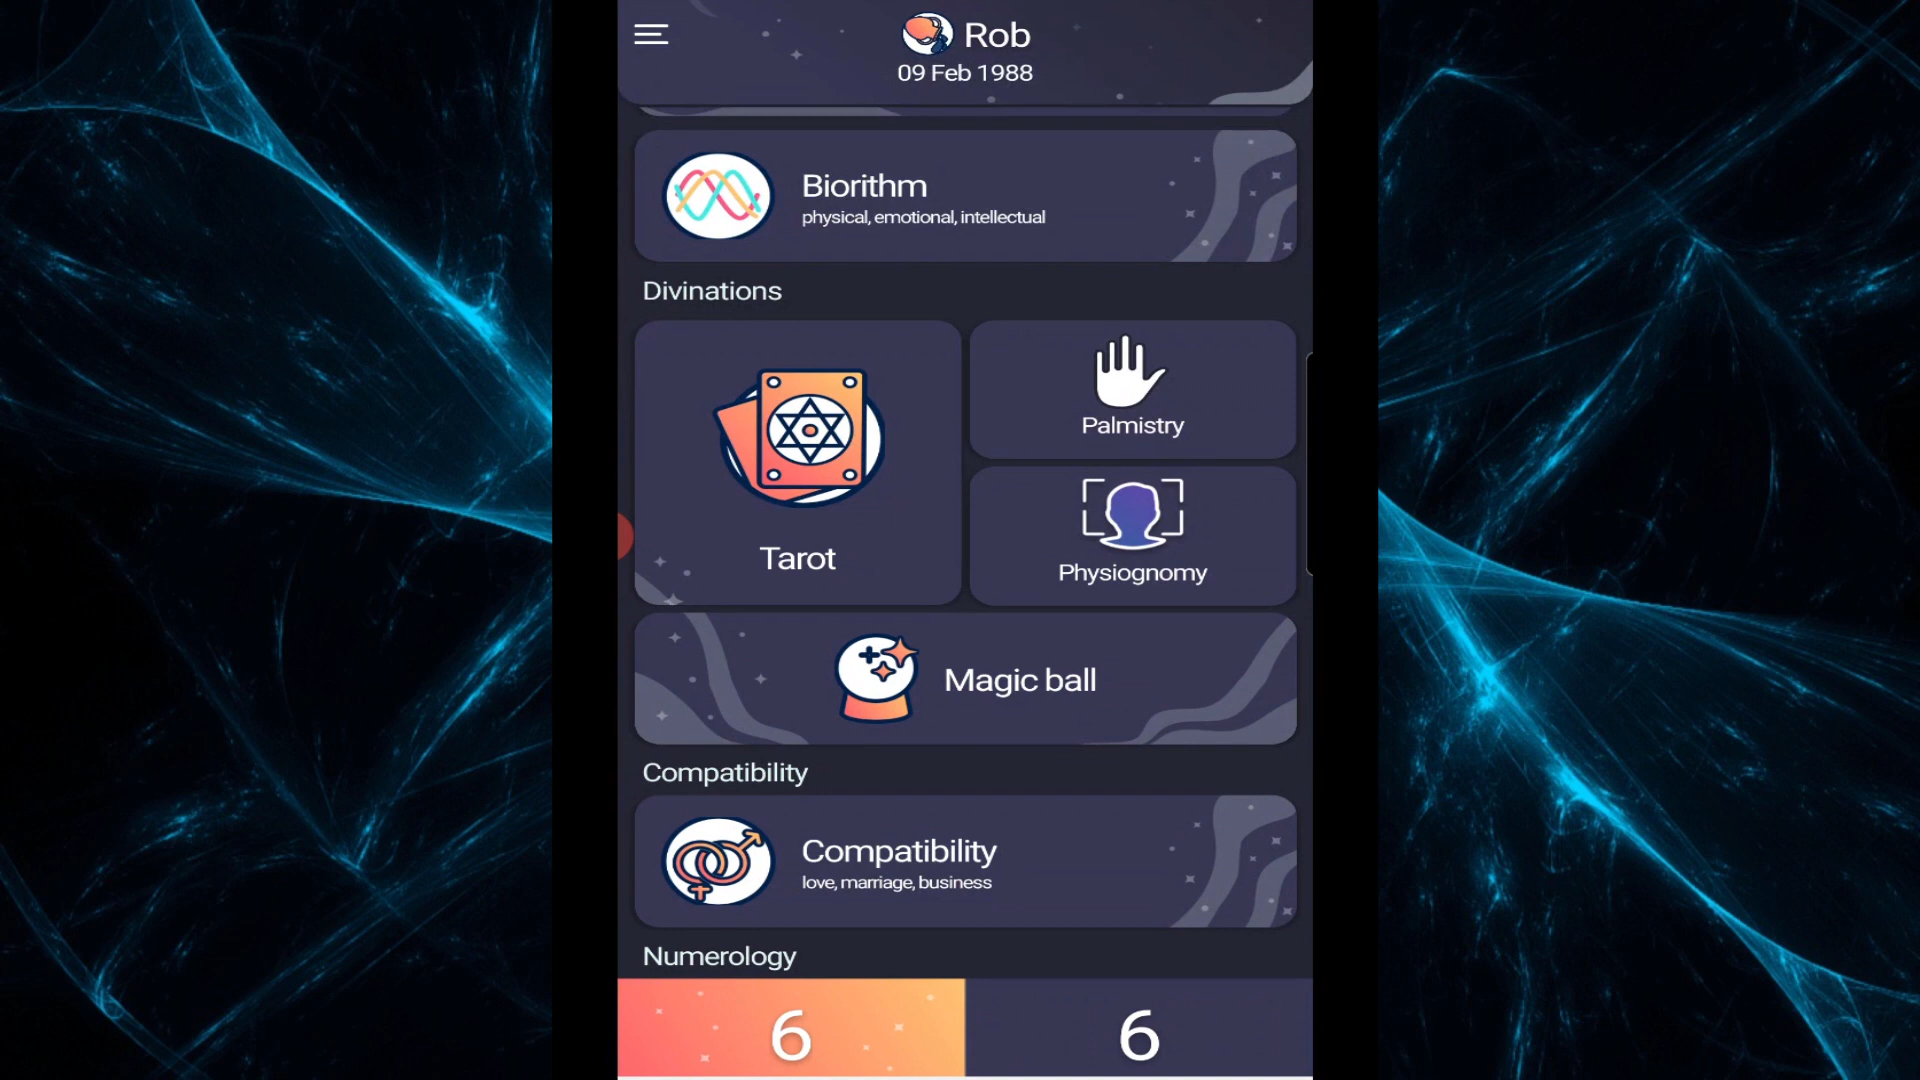 Rob
09 Feb 1988
Biorithm
physical, emotional, intellectual
Divinations
Tarot
Palmistry
Physiognomy
Magic ball
Compatibility
Compatibility
love, marriage, business
Numerology
6
6